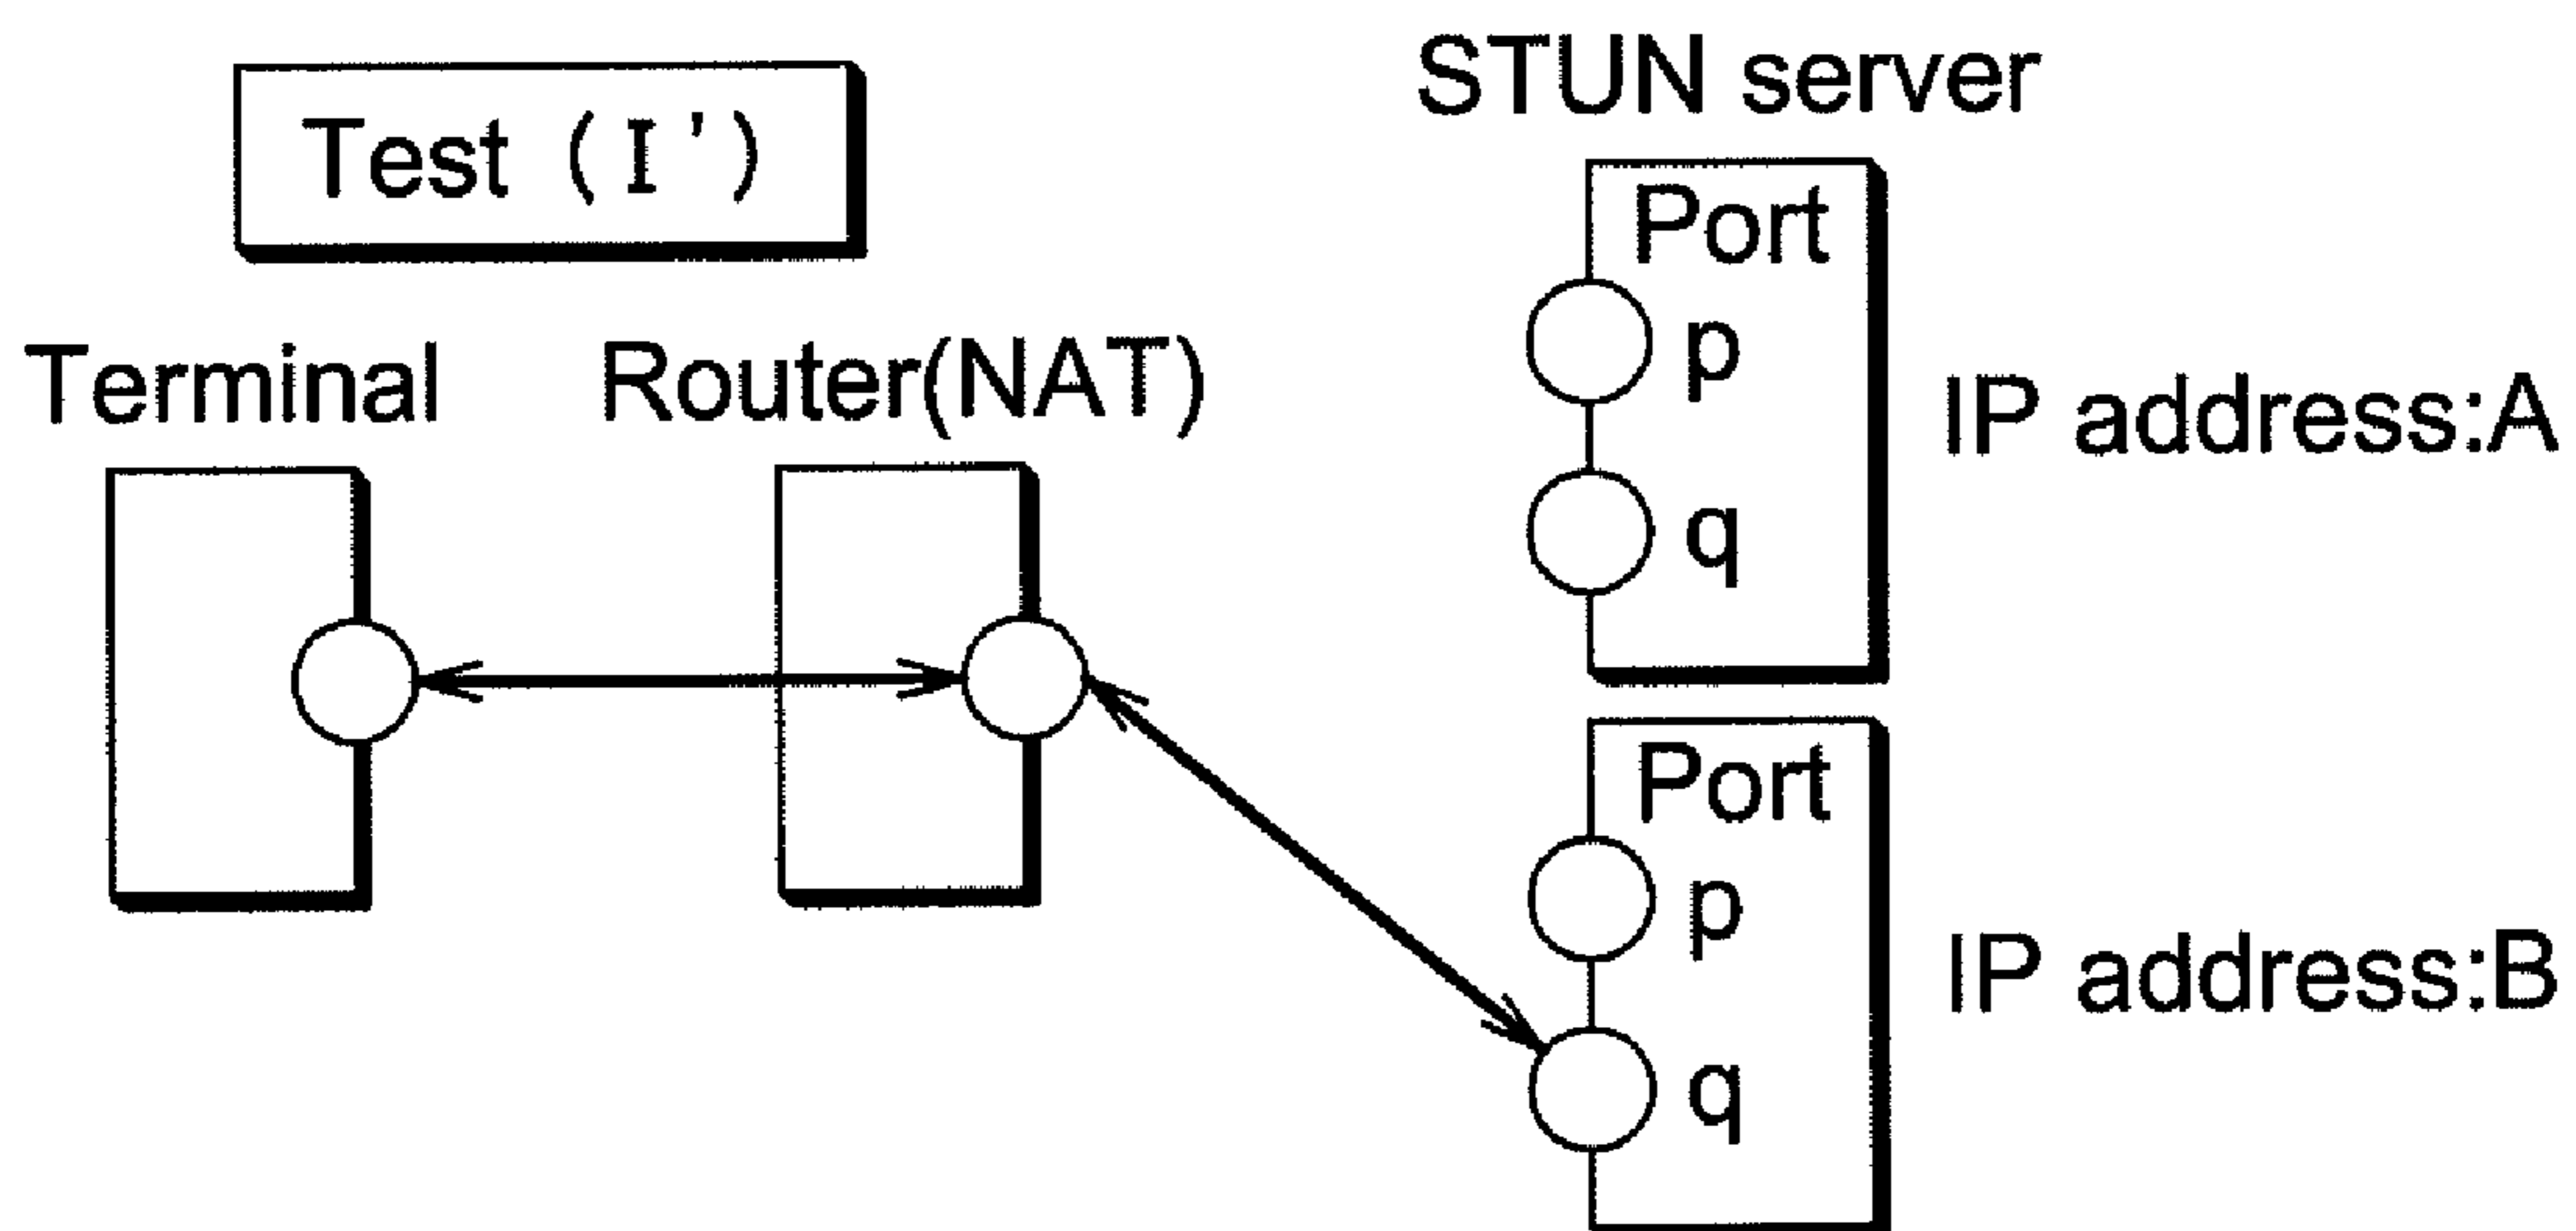 Test (I')
STUN server
Port
p
q
IP address:A
Terminal
Router(NAT)
Port
p
q
IP address:B